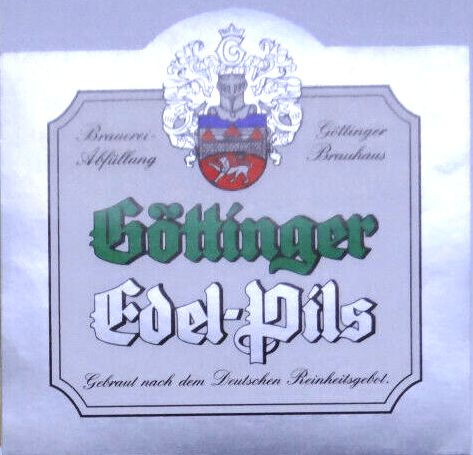 G
Brauerei-
Abfüllung
Göttinger
Brauhaus
Göttinger
Edel-Pils
Gebraut nach dem Deutschen Reinheitsgebot.